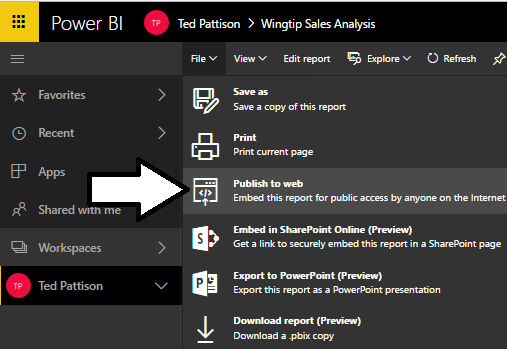 Power BI TP Ted Pattison > Wingtip Sales Analysis
File View Edit report Explore Refresh
Favorites
Recent
Apps
Shared with me
Workspaces
TP Ted Pattison
Save as
Save a copy of this report
Print
Print current page
Publish to web
Embed this report for public access by anyone on the Internet
Embed in SharePoint Online (Preview)
Get a link to securely embed this report in a SharePoint page
Export to PowerPoint (Preview)
Export this report as a PowerPoint presentation
Download report (Preview)
Download a .pbix copy